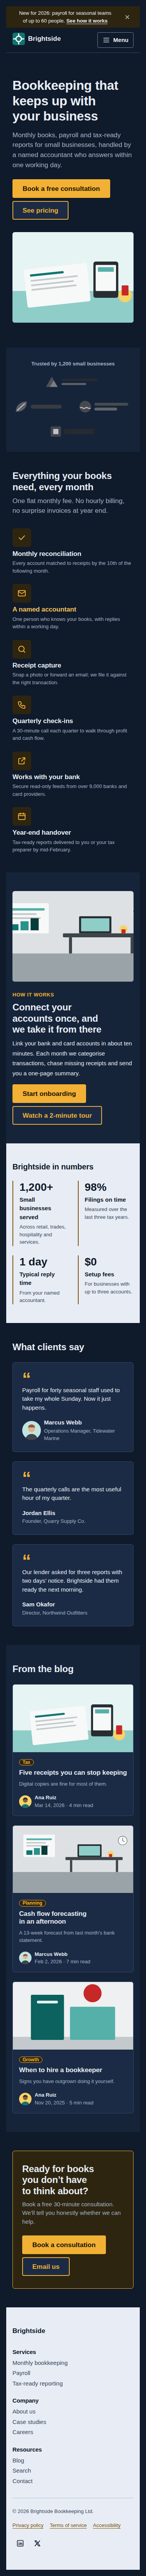 New for 2026: payroll for seasonal teams
of up to 60 people. See how it works
Brightside
Menu
Bookkeeping that
keeps up with
your business
Monthly books, payroll and tax-ready
reports for small businesses, handled by
a named accountant who answers within
one working day.
Book a free consultation
See pricing
Trusted by 1,200 small businesses
Everything your books
need, every month
One flat monthly fee. No hourly billing,
no surprise invoices at year end.
Monthly reconciliation
Every account matched to receipts by the 10th of the
following month.
A named accountant
One person who knows your books, with replies
within a working day.
Receipt capture
Snap a photo or forward an email; we file it against
the right transaction.
Quarterly check-ins
A 30-minute call each quarter to walk through profit
and cash flow.
Works with your bank
Secure read-only feeds from over 9,000 banks and
card providers.
Year-end handover
Tax-ready reports delivered to you or your tax
preparer by mid-February.
HOW IT WORKS
Connect your
accounts once, and
we take it from there
Link your bank and card accounts in about ten
minutes. Each month we categorise
transactions, chase missing receipts and send
you a one-page summary.
Start onboarding
Watch a 2-minute tour
Brightside in numbers
1,200+
Small
businesses
served
Across retail, trades,
hospitality and
services.
98%
Filings on time
Measured over the
last three tax years.
1 day
Typical reply
time
From your named
accountant.
$0
Setup fees
For businesses with
up to three accounts.
What clients say
Payroll for forty seasonal staff used to
take my whole Sunday. Now it just
happens.
Marcus Webb
Operations Manager, Tidewater
Marine
The quarterly calls are the most useful
half hour of my quarter.
Jordan Ellis
Founder, Quarry Supply Co.
Our lender asked for three reports with
two days' notice. Brightside had them
ready the next morning.
Sam Okafor
Director, Northwind Outfitters
From the blog
Tax
Five receipts you can stop keeping
Digital copies are fine for most of them.
Ana Ruiz
Mar 14, 2026 · 4 min read
Planning
Cash flow forecasting
in an afternoon
A 13-week forecast from last month's bank
statement.
Marcus Webb
Feb 2, 2026 · 7 min read
Growth
When to hire a bookkeeper
Signs you have outgrown doing it yourself.
Ana Ruiz
Nov 20, 2025 · 5 min read
Ready for books
you don't have
to think about?
Book a free 30-minute consultation.
We'll tell you honestly whether we can
help.
Book a consultation
Email us
Brightside
Services
Monthly bookkeeping
Payroll
Tax-ready reporting
Company
About us
Case studies
Careers
Resources
Blog
Search
Contact
© 2026 Brightside Bookkeeping Ltd.
Privacy policy Terms of service Accessibility